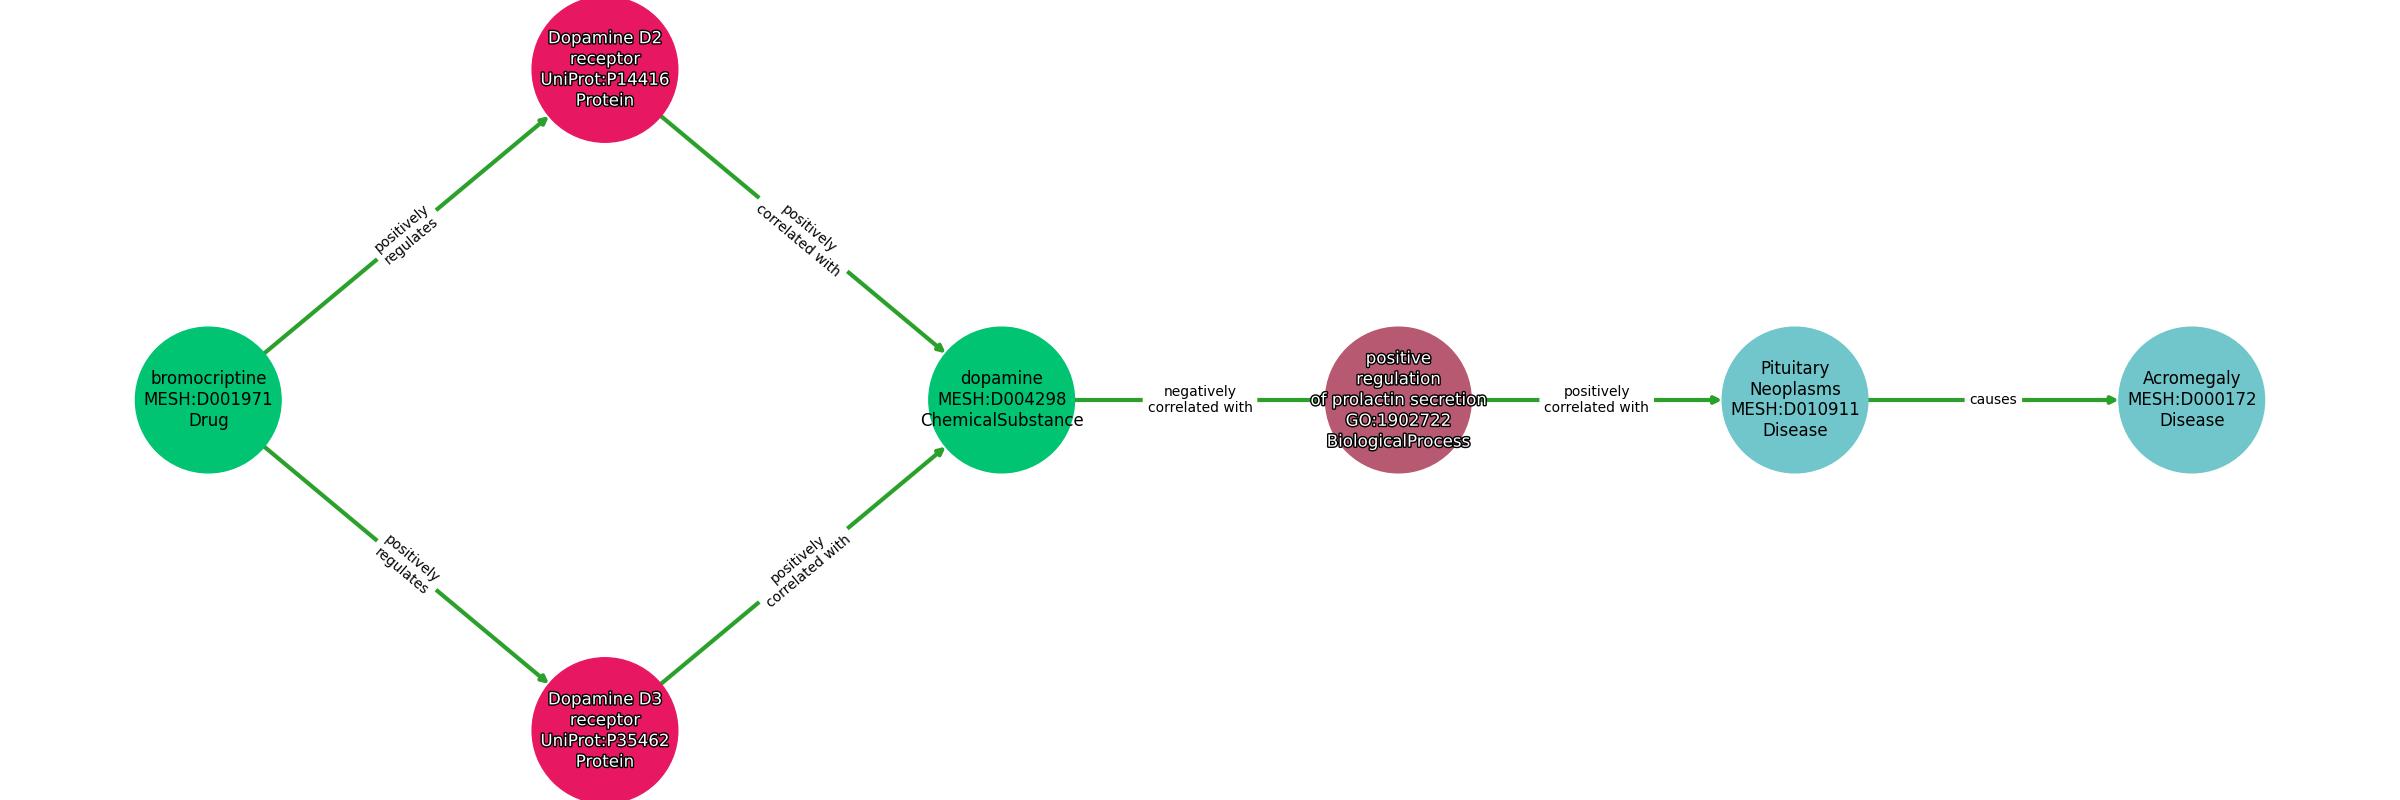 Dopamine D2
receptor
UniProt:P14416
Protein
positively
regulates
positively
correlated with
bromocriptine
MESH:D001971
Drug
dopamine
MESH:D004298
ChemicalSubstance
negatively
correlated with
positive
regulation
of prolactin secretion
GO:1902722
BiologicalProcess
positively
correlated with
Pituitary
Neoplasms
MESH:D010911
Disease
causes
Acromegaly
MESH:D000172
Disease
positively
regulates
positively
correlated with
Dopamine D3
receptor
UniProt:P35462
Protein